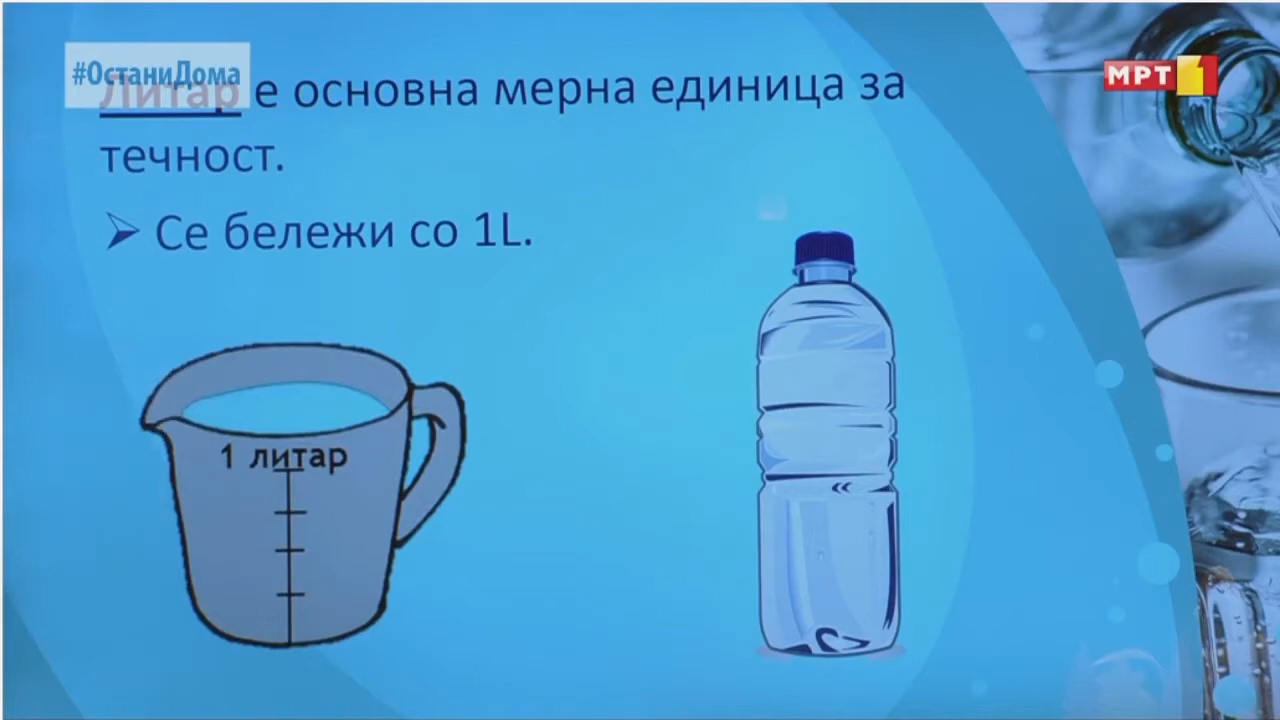 #ОстаниДома
МРТ 1
Литар е основна мерна единица за
течност.
Се бележи со 1L.
1 литар